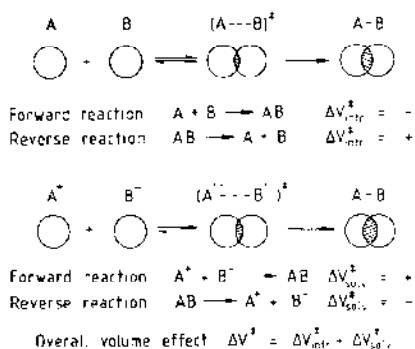 A B [A---B]‡ A-B
+
Forward reaction A + B → AB ΔV‡intr = -
Reverse reaction AB → A + B ΔV‡intr = -
A⁺ B⁻ (A⁺---B⁻)‡ A-B
+
Forward reaction A⁺ + B⁻ AB ΔV‡solv = +
Reverse reaction AB → A⁺ + B⁻ ΔV‡solv = -
Overall volume effect ΔV‡ = ΔV‡intr + ΔV‡solv